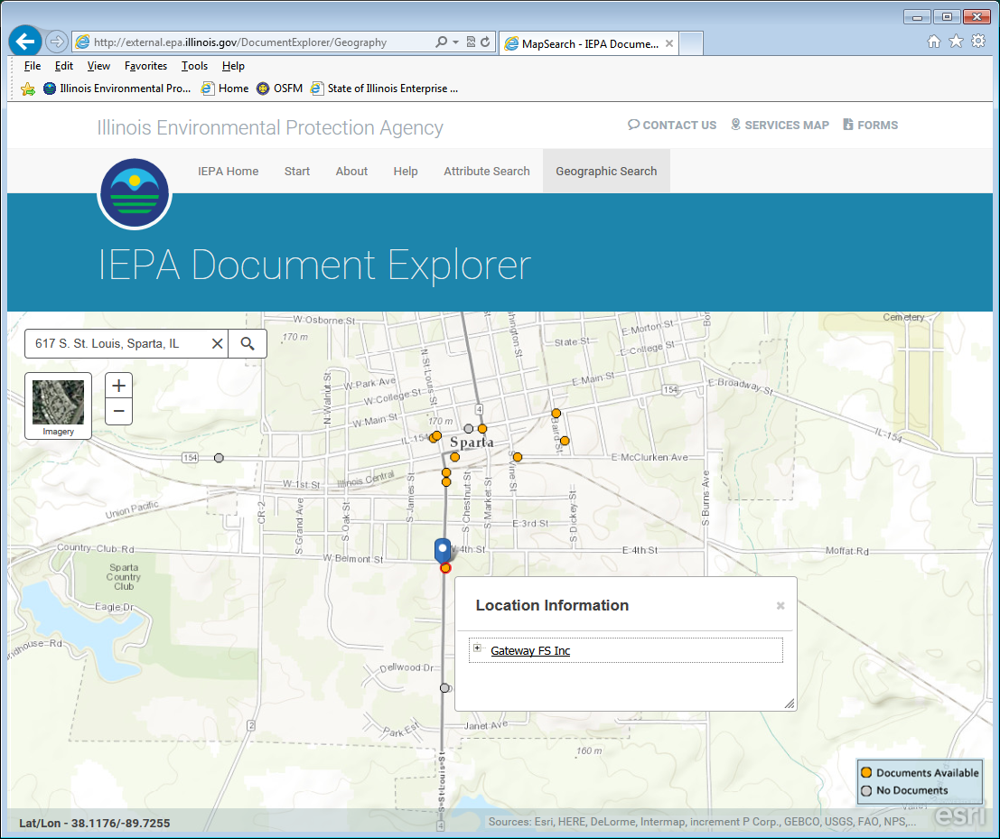 http://external.epa.illinois.gov/DocumentExplorer/Geography
MapSearch - IEPA Docume...
File Edit View Favorites Tools Help
Illinois Environmental Pro... Home OSFM State of Illinois Enterprise ...
Illinois Environmental Protection Agency
CONTACT US SERVICES MAP FORMS
IEPA Home Start About Help Attribute Search Geographic Search
IEPA Document Explorer
617 S. St. Louis, Sparta, IL
Imagery
+
−
W Osborne St
170 m
N St Louis St
State St
E Morton St
E College St
Cemetery
N Walnut St
W Park Ave
W College St
W Main St
E Main St
154
E Broadway St
4
170 m
Baird St
IL-154
Sparta
IL-154
154
E McClurken Ave
Illinois Central
W 1st St
Union Pacific
CR-2
S Grand Ave
S Oak St
S James St
S Chestnut St
S Market St
S Vine St
S Dickey St
S Burns Ave
E 3rd St
Country Club Rd
W 4th St
E 4th St
Moffat Rd
W Belmont St
Sparta
Country
Club
Eagle Dr
Location Information
Gateway FS Inc
Dellwood Dr
2
Park Est
Janet Ave
160 m
S St Louis St
4
Documents Available
No Documents
Lat/Lon - 38.1176/-89.7255
Sources: Esri, HERE, DeLorme, Intermap, increment P Corp., GEBCO, USGS, FAO, NPS,...
esri